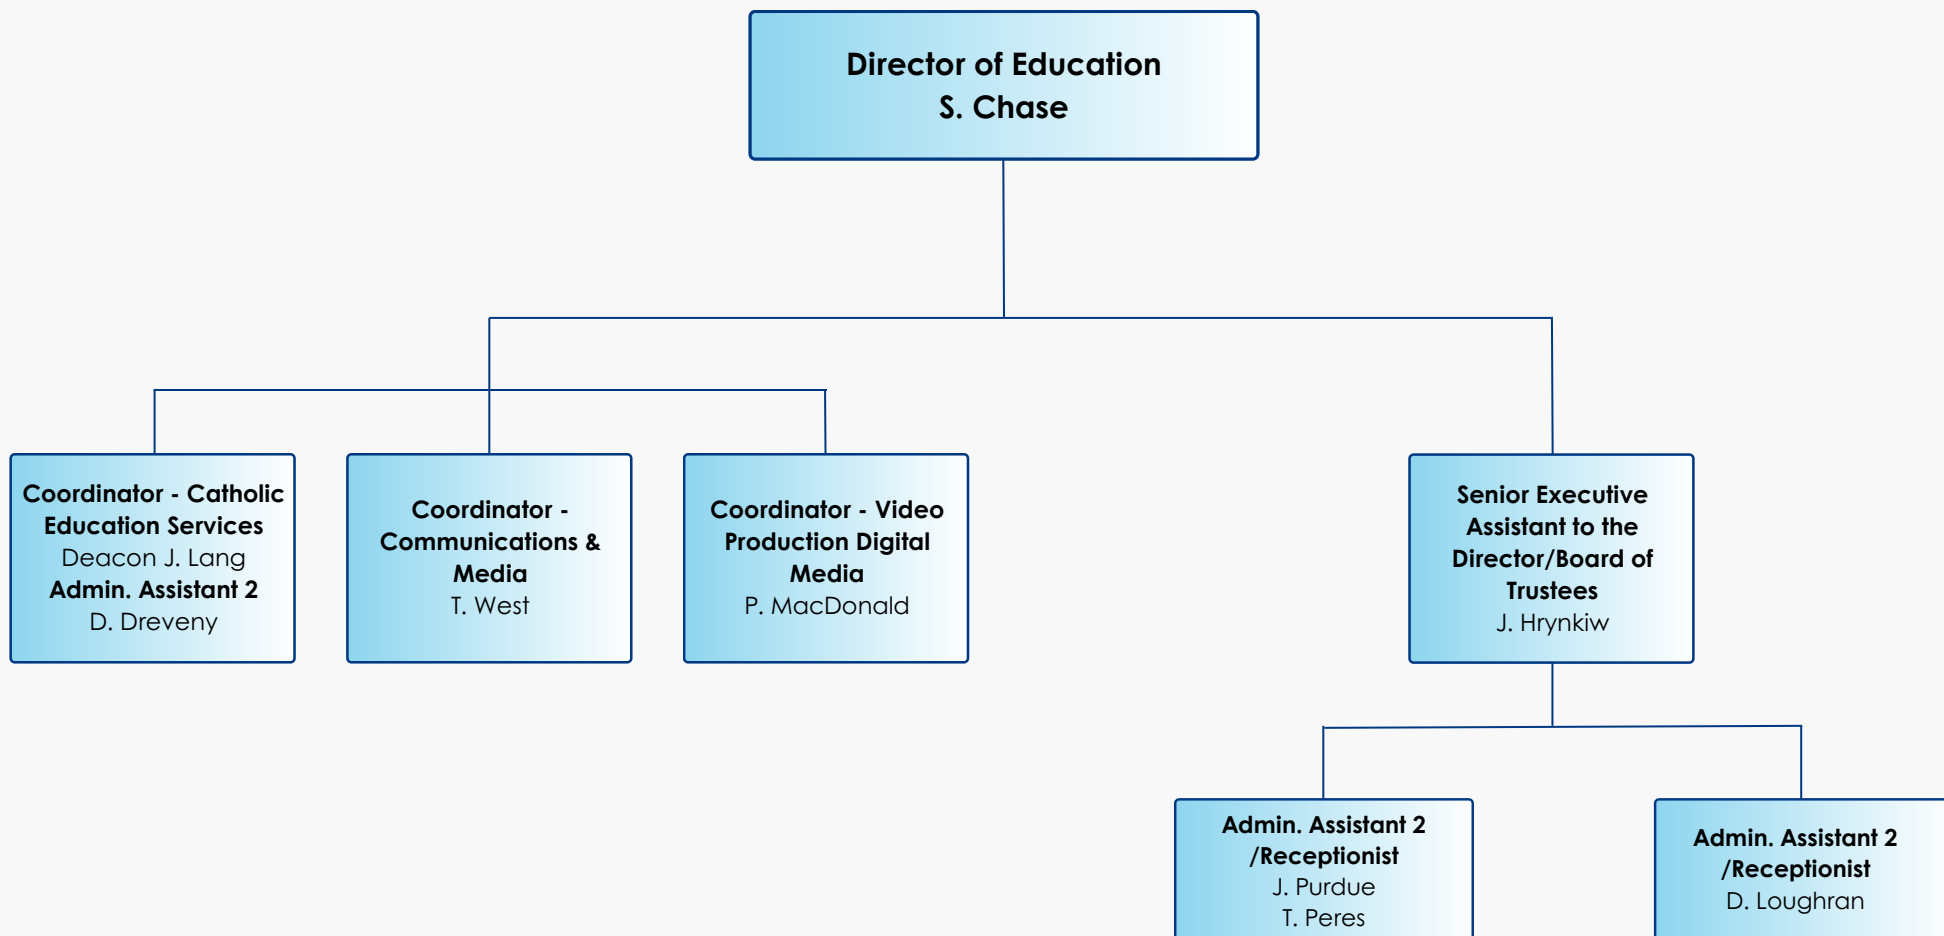 Director of Education
S. Chase
Coordinator - Catholic
Education Services
Deacon J. Lang
Admin. Assistant 2
D. Dreveny
Coordinator -
Communications &
Media
T. West
Coordinator - Video
Production Digital
Media
P. MacDonald
Senior Executive
Assistant to the
Director/Board of
Trustees
J. Hrynkiw
Admin. Assistant 2
/Receptionist
J. Purdue
T. Peres
Admin. Assistant 2
/Receptionist
D. Loughran